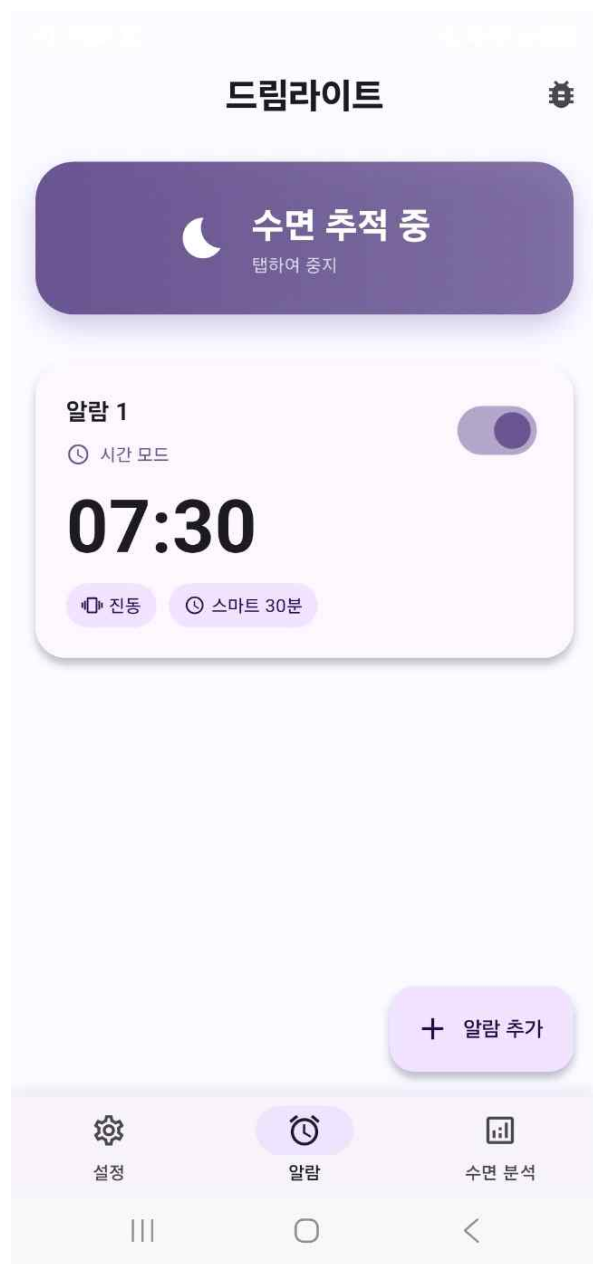 드림라이트
수면 추적 중
탭하여 중지
알람 1
시간 모드
07:30
진동
스마트 30분
알람 추가
설정
알람
수면 분석